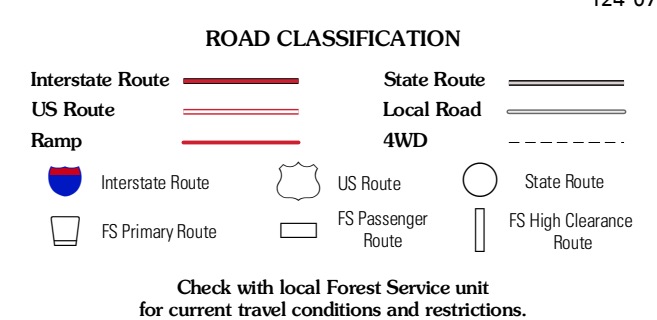 ROAD CLASSIFICATION
Interstate Route State Route
US Route Local Road
Ramp 4WD
Interstate Route US Route State Route
FS Primary Route FS Passenger Route FS High Clearance Route
Check with local Forest Service unit
for current travel conditions and restrictions.